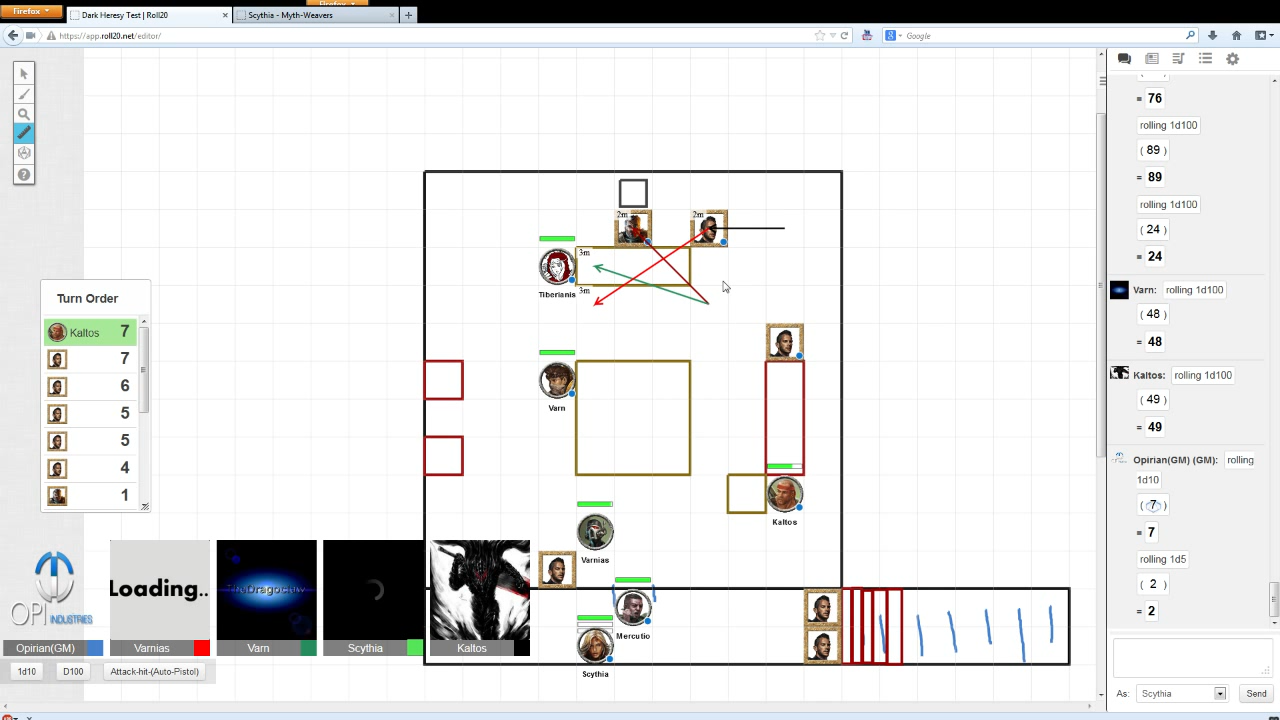 Firefox
Firefox
Dark Heresy Test | Roll20
Scythia - Myth-Weavers
https://app.roll20.net/editor/
Google
2m
2m
3m
3m
Tiberianis
Varn
Kaltos
Varnias
Mercutio
Scythia
Turn Order
Kaltos 7
7
6
5
5
4
1
OPI INDUSTRIES
Loading..
Opirian(GM)
Varnias
Varn
Scythia
Kaltos
1d10
D100
Attack-hit-(Auto-Pistol)
= 76
rolling 1d100
( 89 )
= 89
rolling 1d100
( 24 )
= 24
Varn: rolling 1d100
( 48 )
= 48
Kaltos: rolling 1d100
( 49 )
= 49
Opirian(GM) (GM): rolling
1d10
( 7 )
= 7
rolling 1d5
( 2 )
= 2
As: Scythia
Send